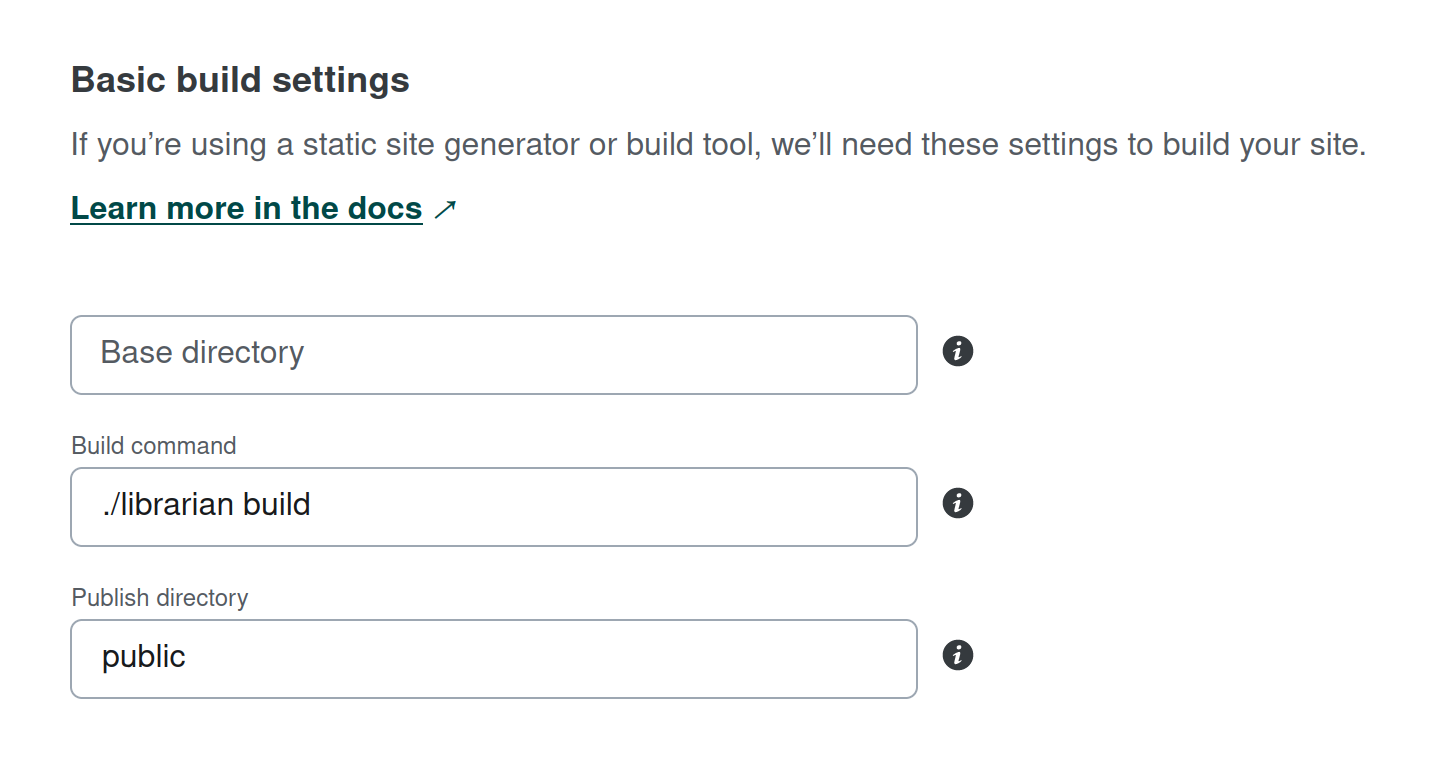 Basic build settings
If you’re using a static site generator or build tool, we’ll need these settings to build your site.
Learn more in the docs ↗
Base directory
Build command
./librarian build
Publish directory
public